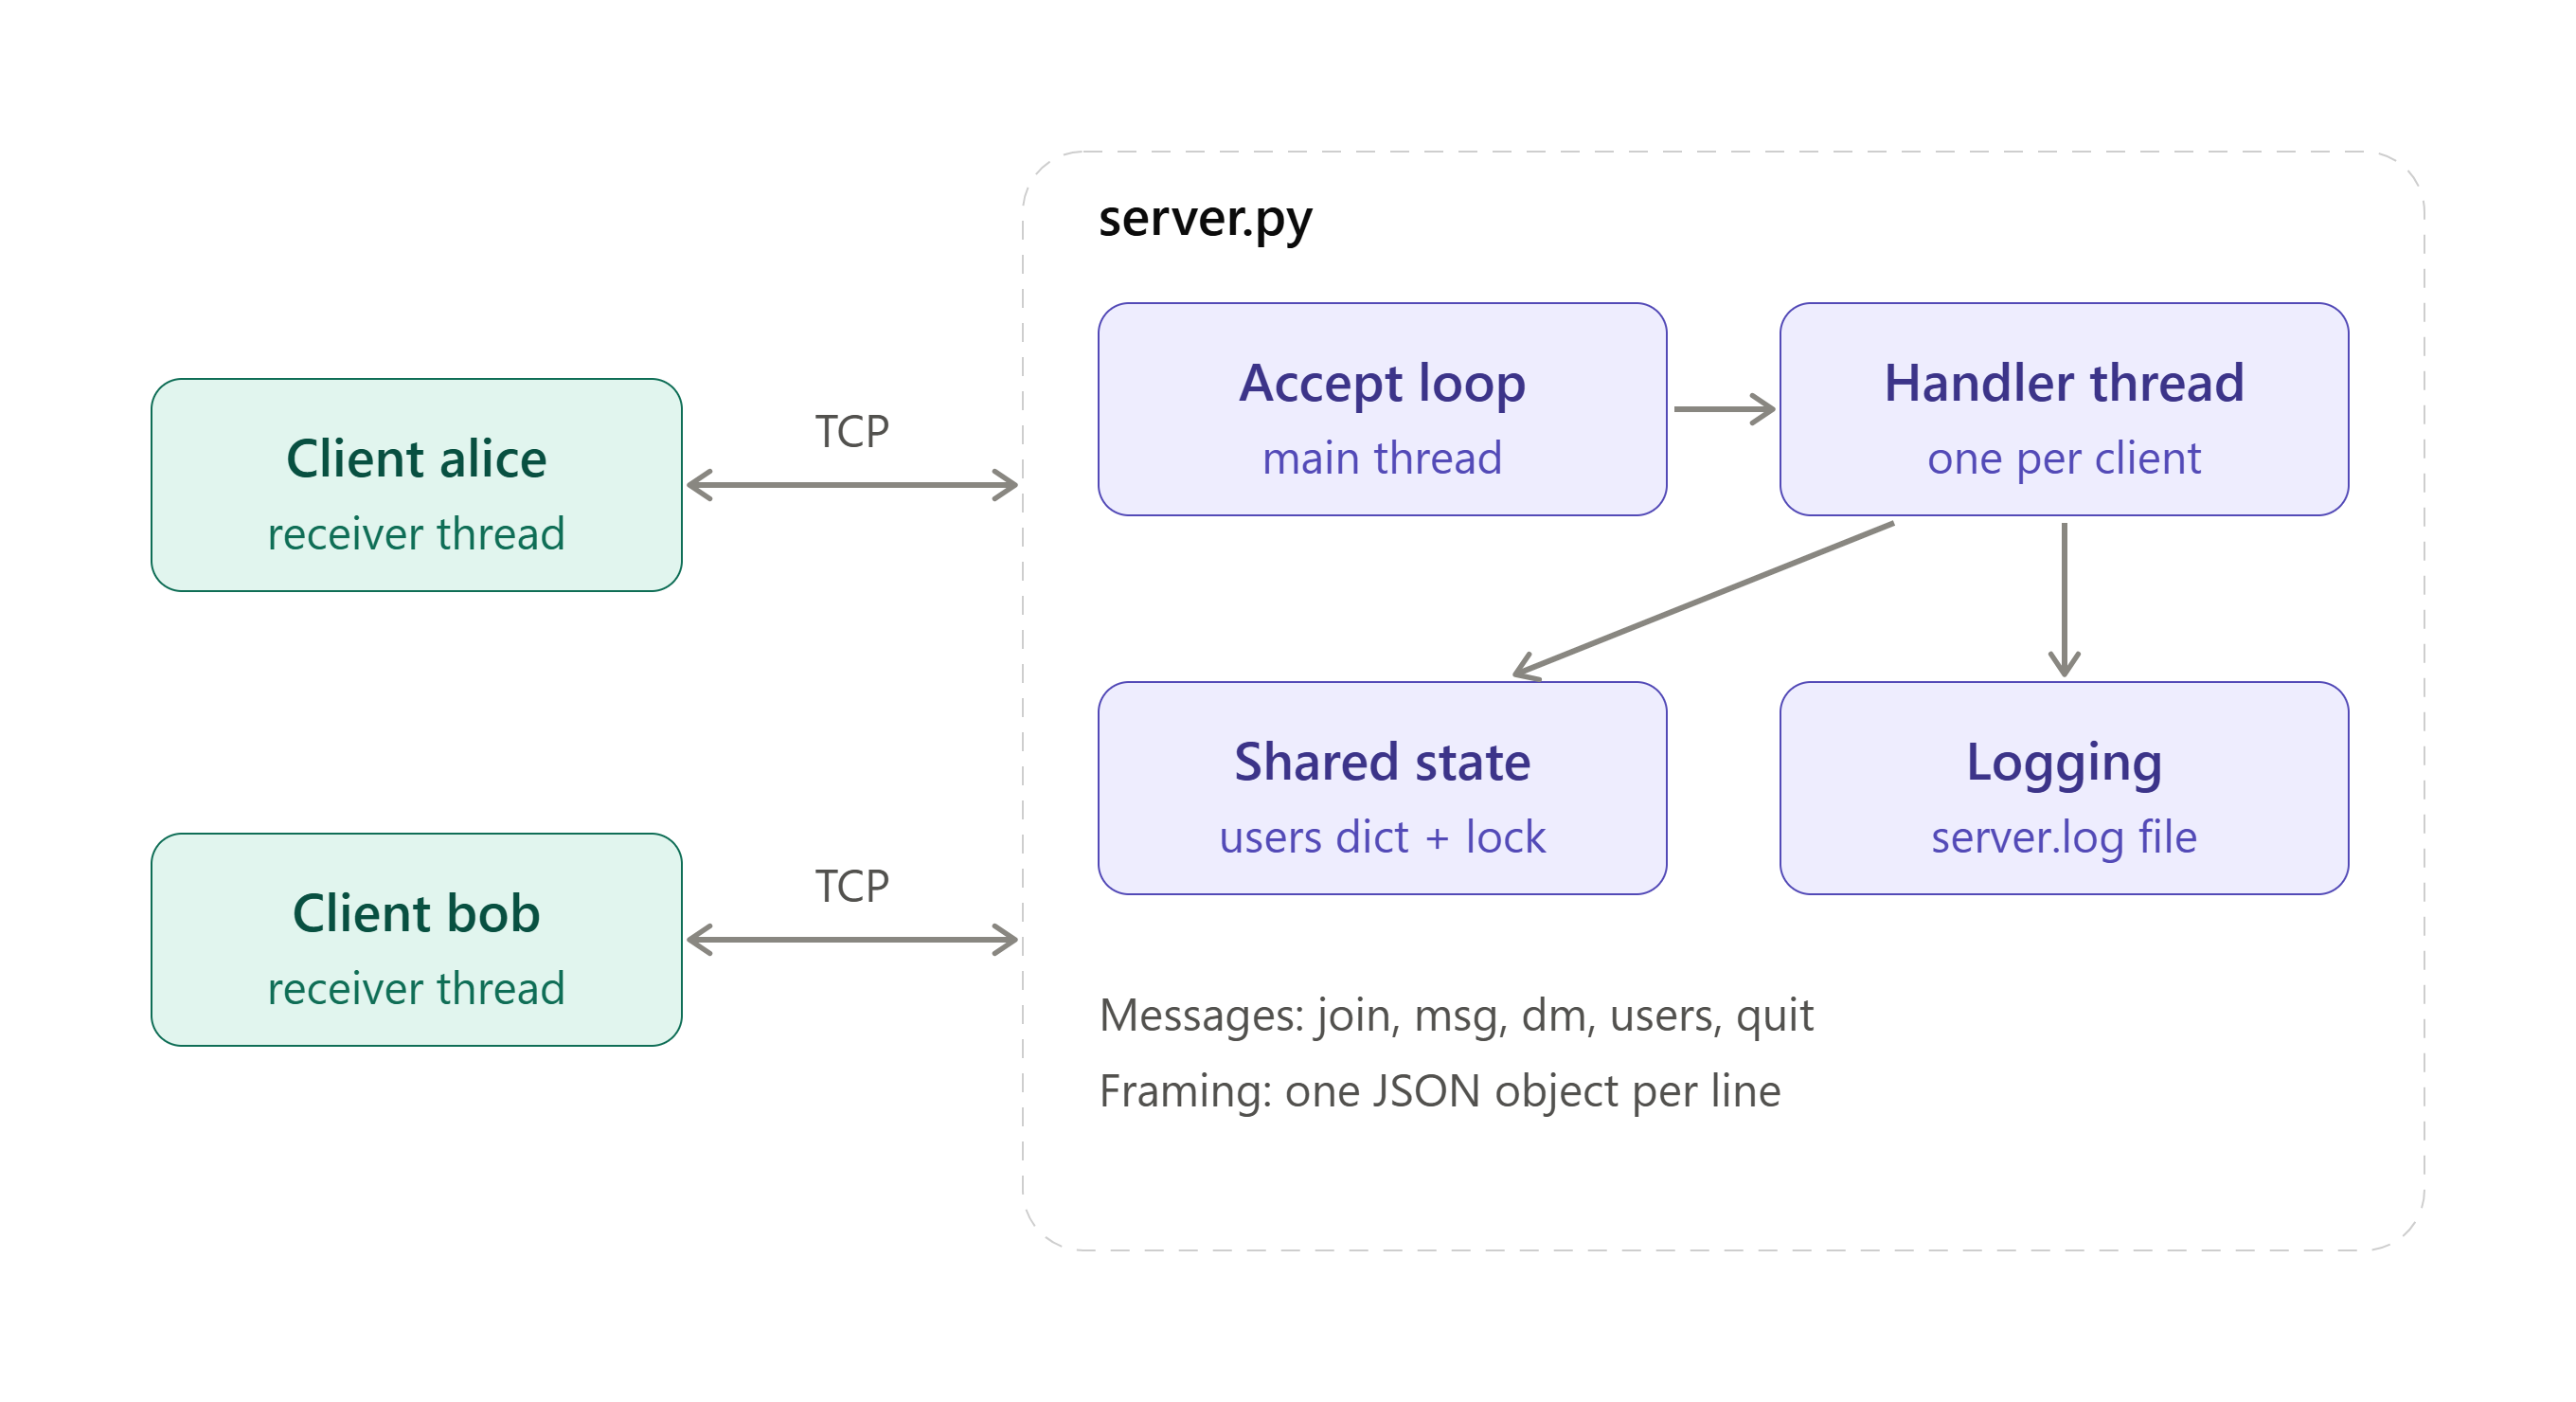 server.py
Accept loop
main thread
Handler thread
one per client
Client alice
receiver thread
TCP
Shared state
users dict + lock
Logging
server.log file
Client bob
receiver thread
TCP
Messages: join, msg, dm, users, quit
Framing: one JSON object per line